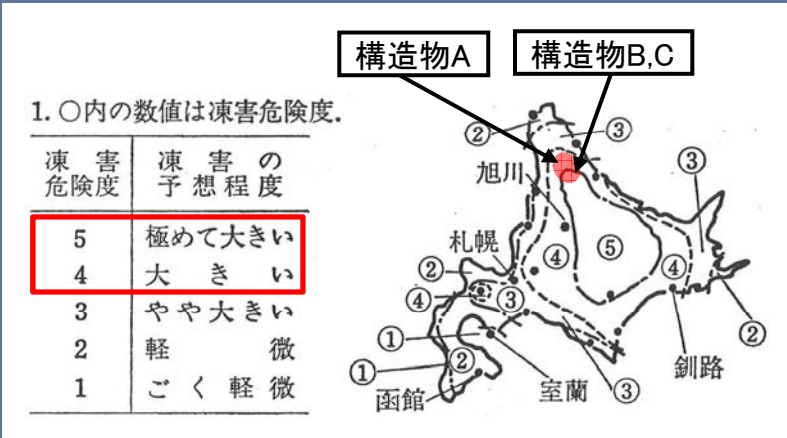 構造物A
構造物B,C
1.○内の数値は凍害危険度.
凍害危険度
凍害の予想程度
5 極めて大きい
4 大きい
3 やや大きい
2 軽微
1 ごく軽微
②
③
旭川
③
札幌
⑤
②
④
④
④
③
①
②
①
②
函館
室蘭
③
釧路